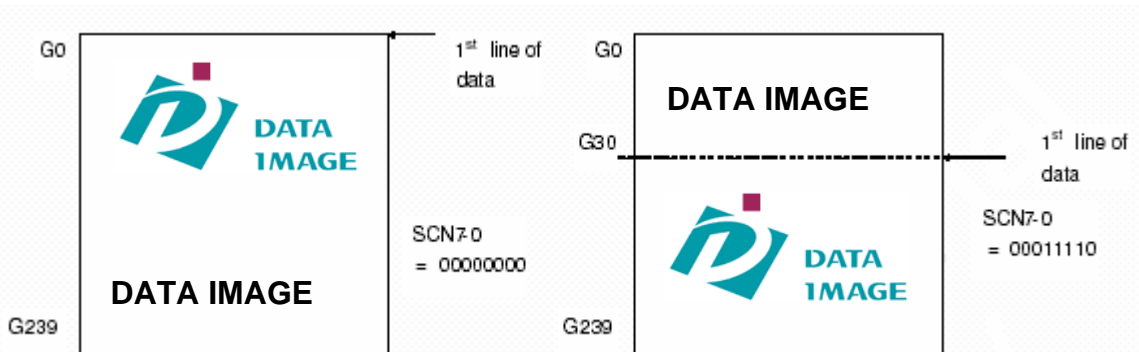 G0
1st line of
data
DATA
IMAGE
SCN7-0
= 00000000
DATA IMAGE
G239
G0
DATA IMAGE
G30
1st line of
data
SCN7-0
= 00011110
DATA
IMAGE
G239